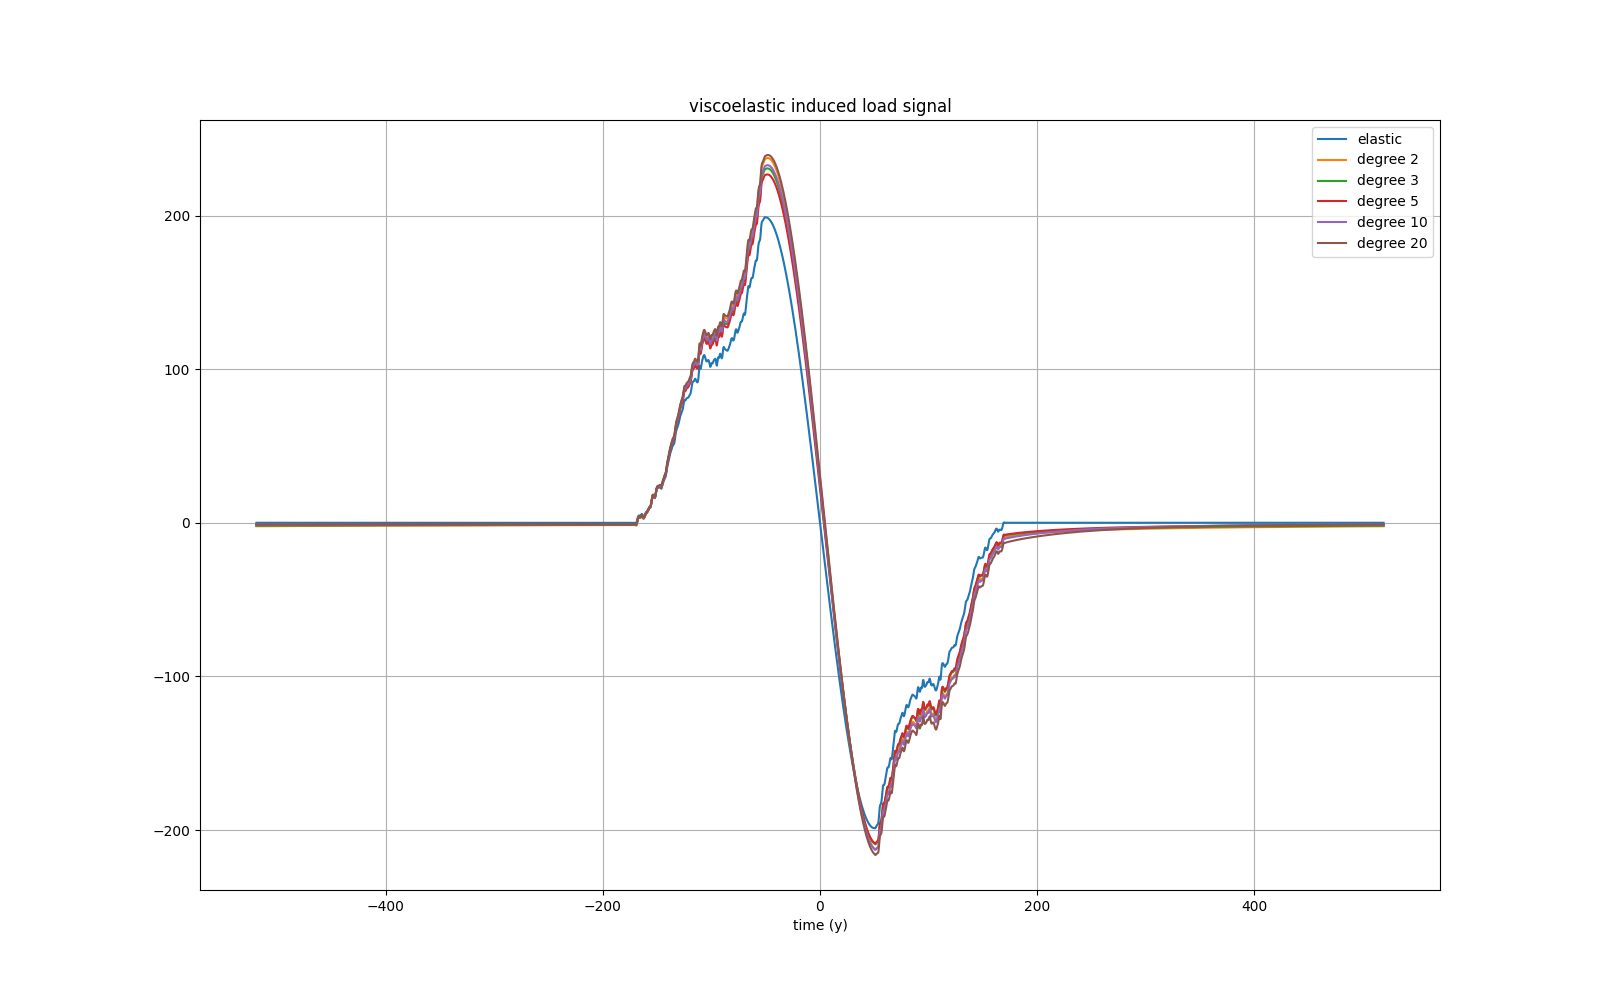 viscoelastic induced load signal
elastic
degree 2
degree 3
degree 5
degree 10
degree 20
200
100
0
−100
−200
−400 −200 0 200 400
time (y)